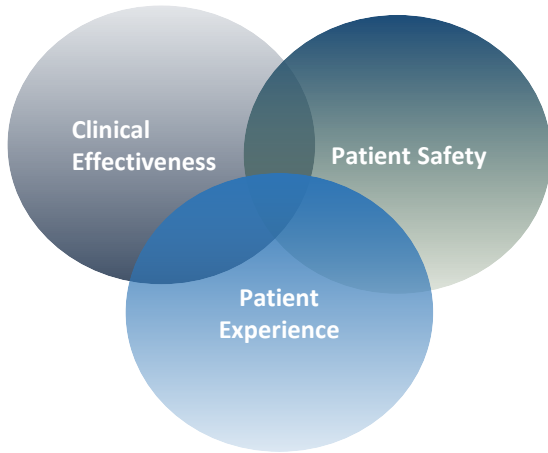 Clinical
Effectiveness
Patient Safety
Patient
Experience